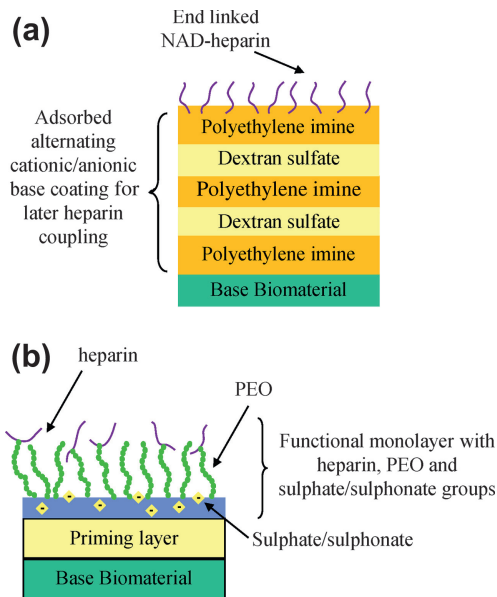 (a)
End linked
NAD-heparin
Adsorbed
alternating
cationic/anionic
base coating for
later heparin
coupling
Polyethylene imine
Dextran sulfate
Polyethylene imine
Dextran sulfate
Polyethylene imine
Base Biomaterial
(b)
heparin
PEO
Functional monolayer with
heparin, PEO and
sulphate/sulphonate groups
Sulphate/sulphonate
Priming layer
Base Biomaterial